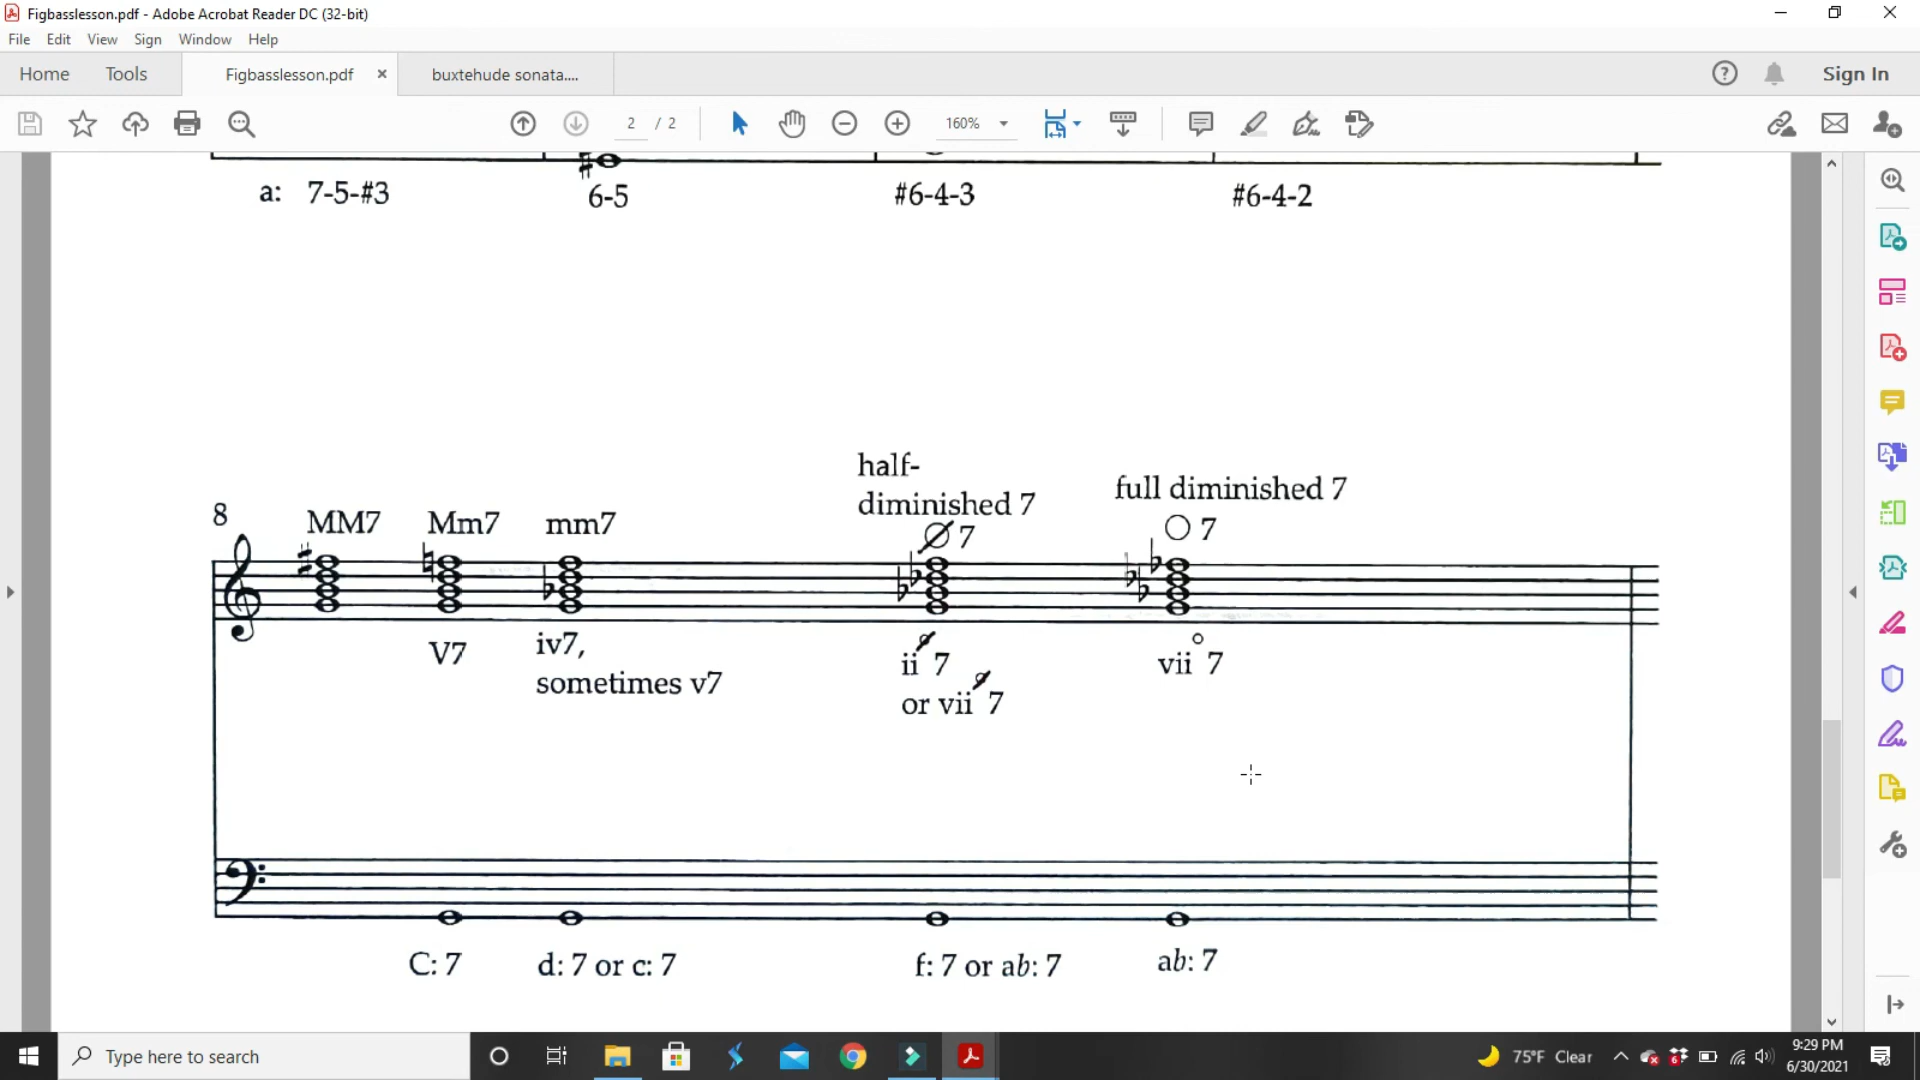 Figbasslesson.pdf - Adobe Acrobat Reader DC (32-bit)
File Edit View Sign Window Help
Home Tools Figbasslesson.pdf buxtehude sonata.... Sign In
2 / 2 160%
a: 7-5-#3 6-5 #6-4-3 #6-4-2
half-
diminished 7
full diminished 7
8 MM7 Mm7 mm7 ∅ 7 ○ 7
V7
iv7,
sometimes v7
ii ø 7
or vii ø 7
vii ° 7
C: 7 d: 7 or c: 7 f: 7 or ab: 7 ab: 7
Type here to search
75°F Clear
9:29 PM
6/30/2021